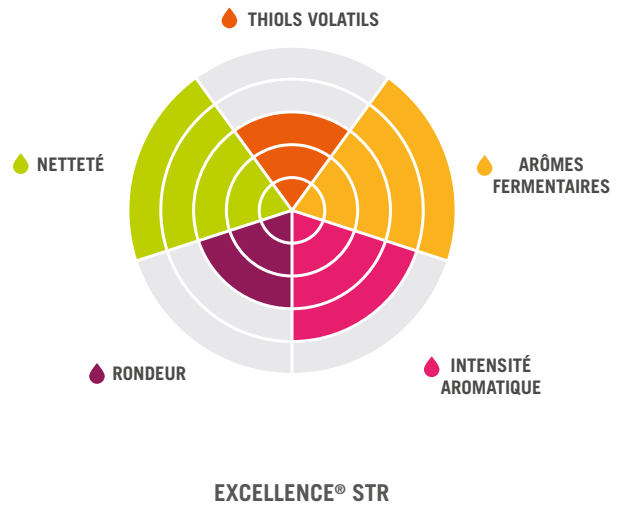 THIOLS VOLATILS
NETTETÉ
ARÔMES
FERMENTAIRES
RONDEUR
INTENSITÉ
AROMATIQUE
EXCELLENCE® STR